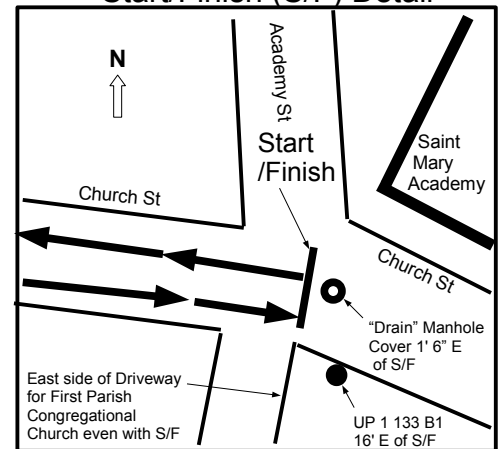 Start/Finish (S/F) Detail
N
Academy St
Start
/Finish
Saint
Mary
Academy
Church St
Church St
“Drain” Manhole
Cover 1' 6” E
of S/F
East side of Driveway
for First Parish
Congregational
Church even with S/F
UP 1 133 B1
16' E of S/F